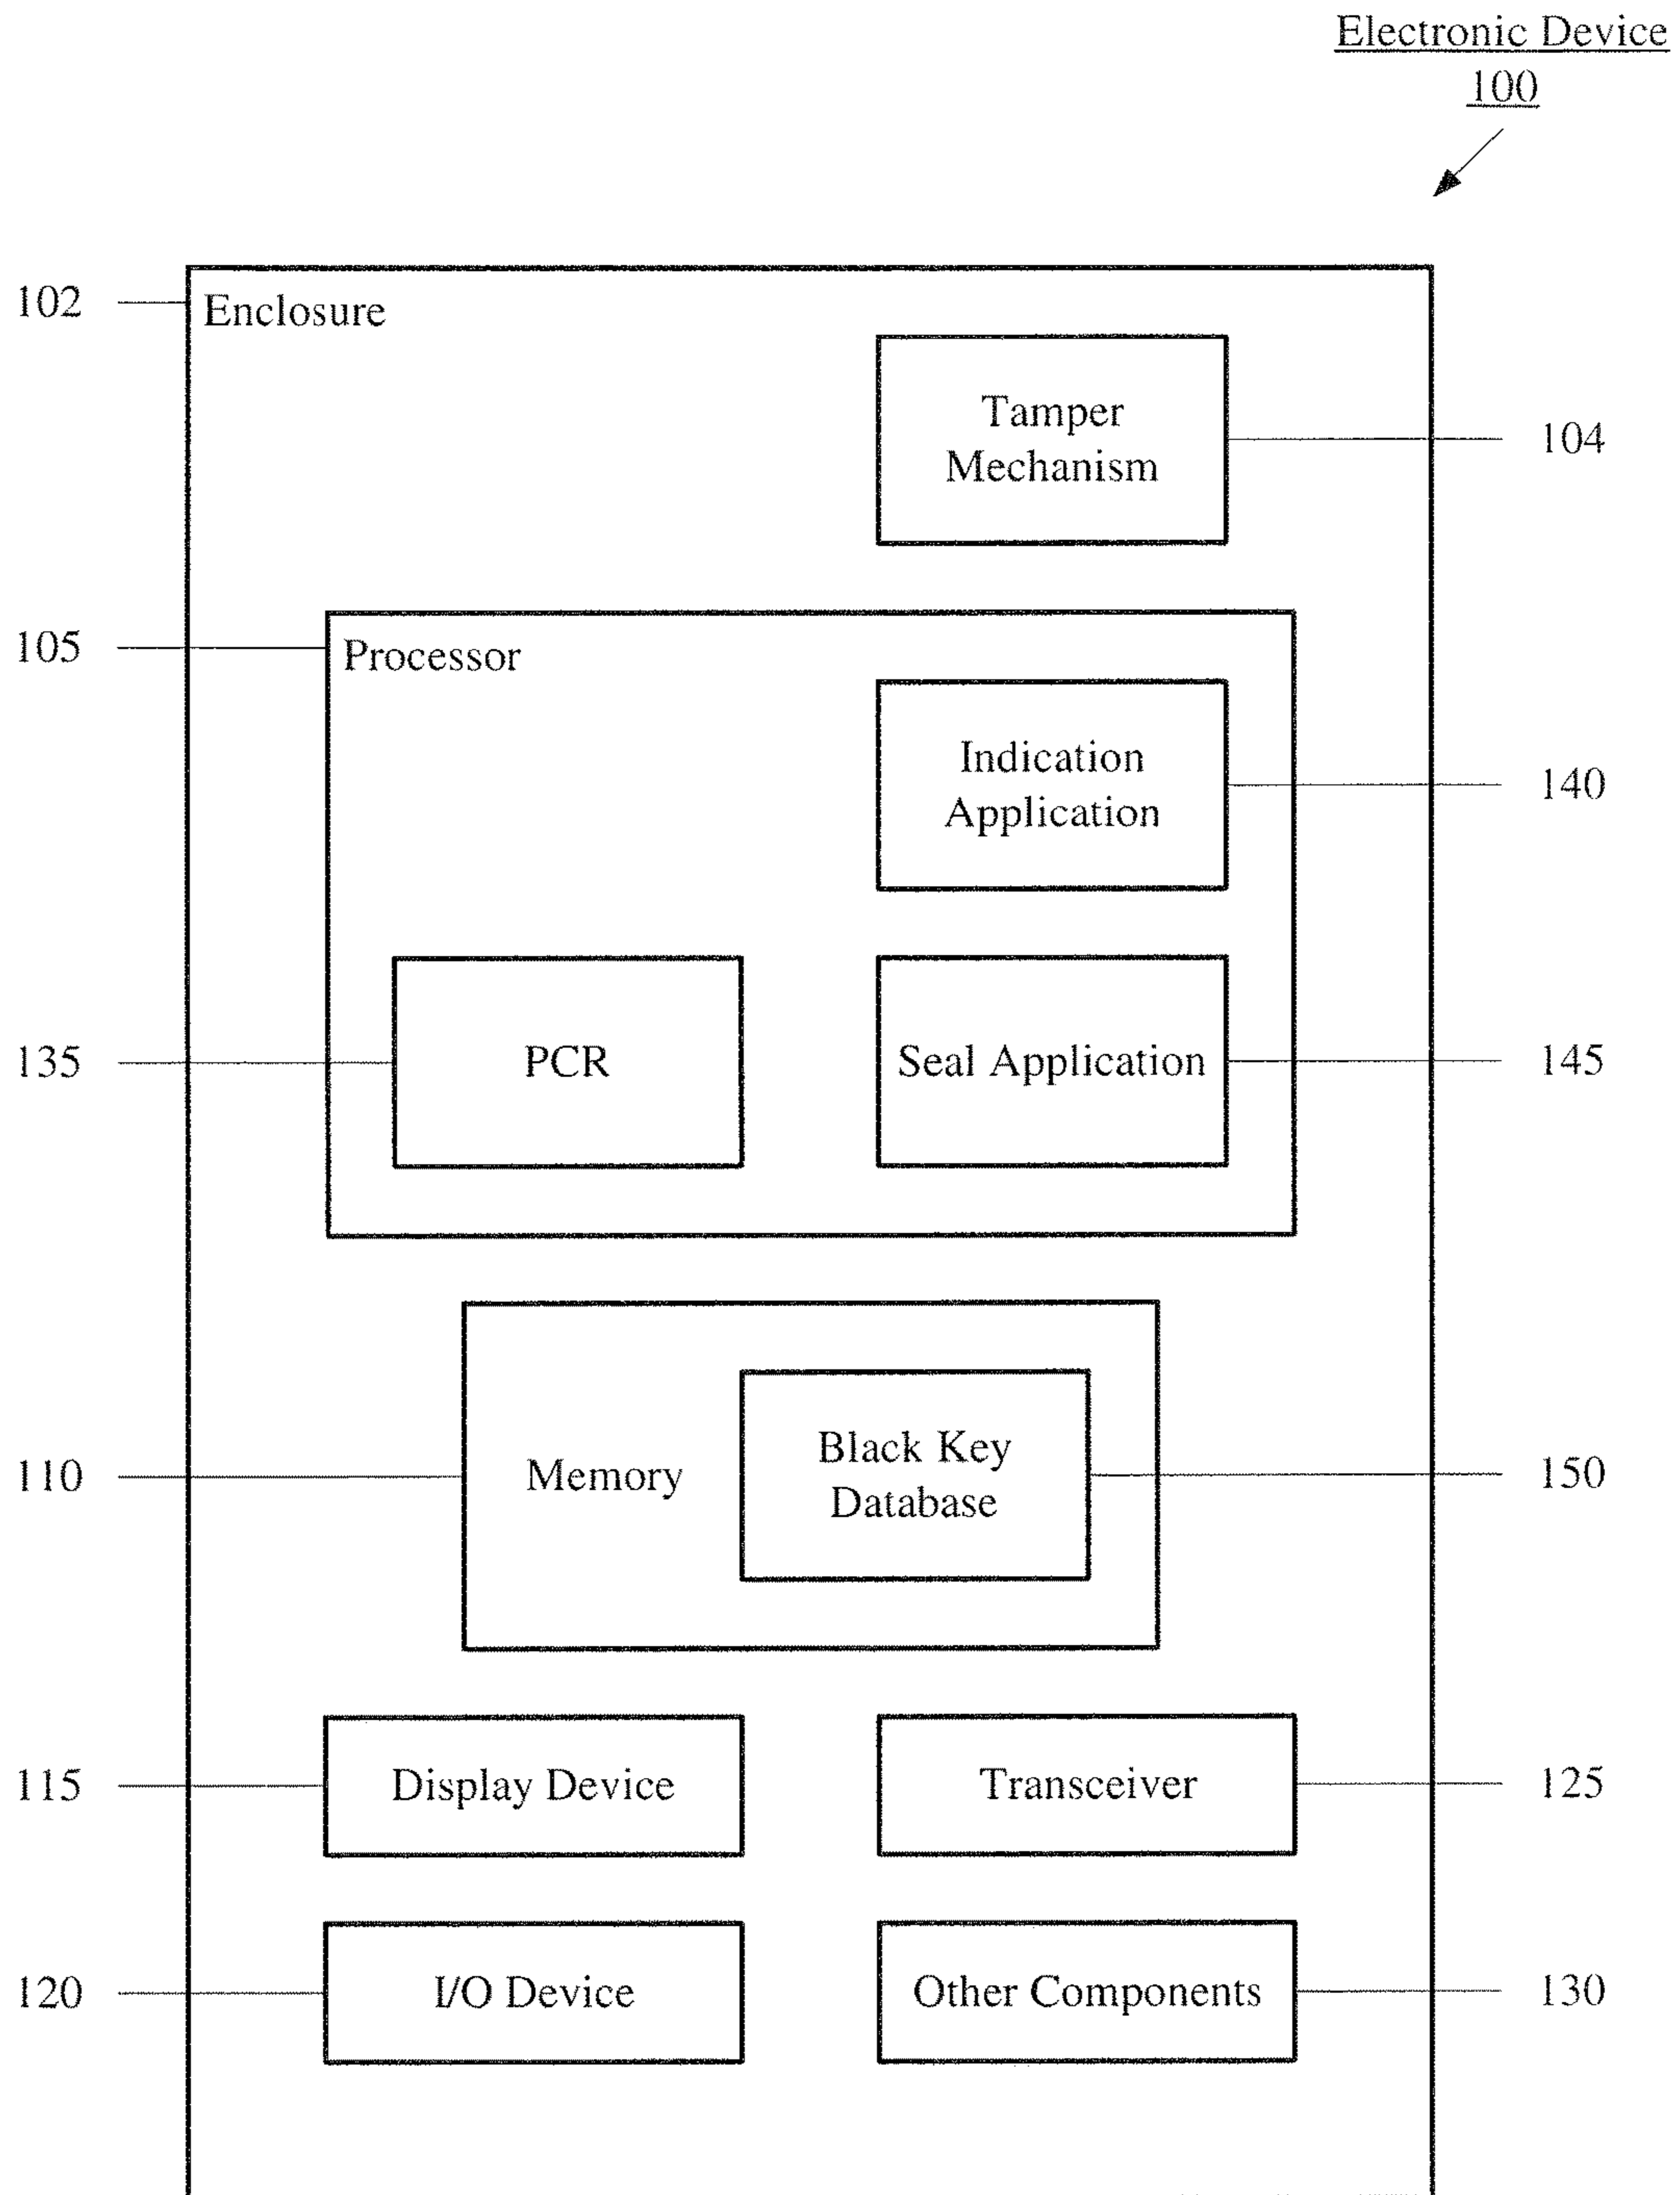 Electronic Device
100
102
Enclosure
Tamper
Mechanism
104
105
Processor
Indication
Application
140
135
PCR
Seal Application
145
110
Memory
Black Key
Database
150
115
Display Device
Transceiver
125
120
I/O Device
Other Components
130